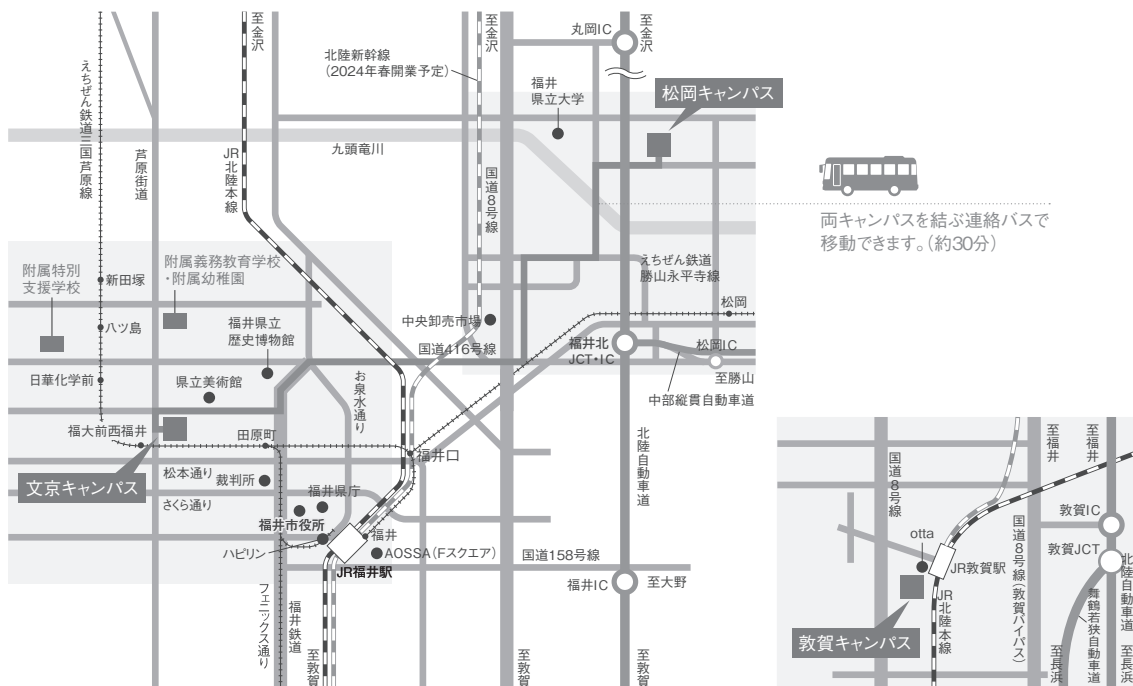 至金沢
至金沢
丸岡IC
至金沢
北陸新幹線
（2024年春開業予定）
えちぜん鉄道三国芦原線
福井
県立大学
松岡キャンパス
九頭竜川
芦原街道
JR北陸本線
国道8号線
両キャンパスを結ぶ連絡バスで
移動できます。（約30分）
附属特別
支援学校
新田塚
附属義務教育学校
・附属幼稚園
えちぜん鉄道
勝山永平寺線
松岡
八ツ島
福井県立
歴史博物館
中央卸売市場
国道416号線
福井北
JCT・IC
松岡IC
至勝山
中部縦貫自動車道
日華化学前
県立美術館
お泉水通り
福大前西福井
田原町
福井口
北陸自動車道
文京キャンパス
松本通り
裁判所
さくら通り
福井県庁
福井市役所
ハピリン
福井
AOSSA（Fスクエア）
JR福井駅
国道158号線
福井IC
至大野
フェニックス通り
福井鉄道
至敦賀
至敦賀
至敦賀
国道8号線
至福井
至福井
敦賀IC
otta
JR敦賀駅
国道8号線（敦賀バイパス）
敦賀JCT
敦賀キャンパス
JR北陸本線
舞鶴若狭自動車道
北陸自動車道
至長浜
至長浜